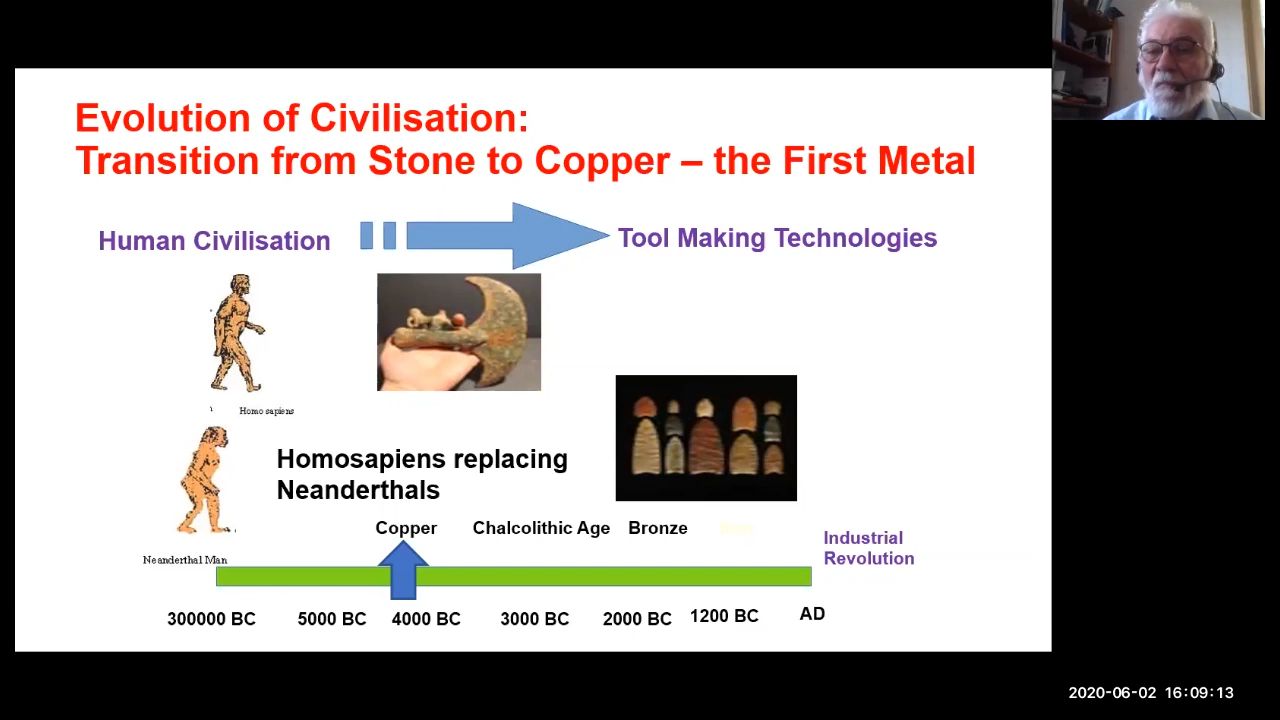 Evolution of Civilisation:
Transition from Stone to Copper – the First Metal
Human Civilisation
Tool Making Technologies
Homo sapiens
Homosapiens replacing
Neanderthals
Neanderthal Man
Copper
Chalcolithic Age
Bronze
Industrial
Revolution
300000 BC
5000 BC
4000 BC
3000 BC
2000 BC
1200 BC
AD
2020-06-02 16:09:13